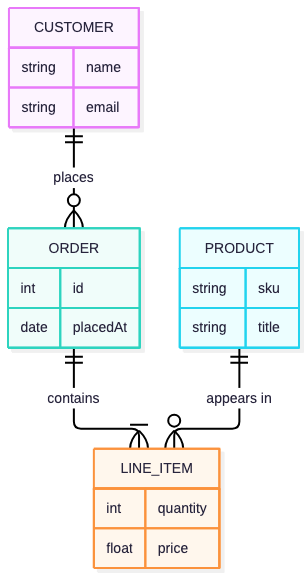 CUSTOMER
string name
string email
places
ORDER
int id
date placedAt
PRODUCT
string sku
string title
contains
appears in
LINE_ITEM
int quantity
float price